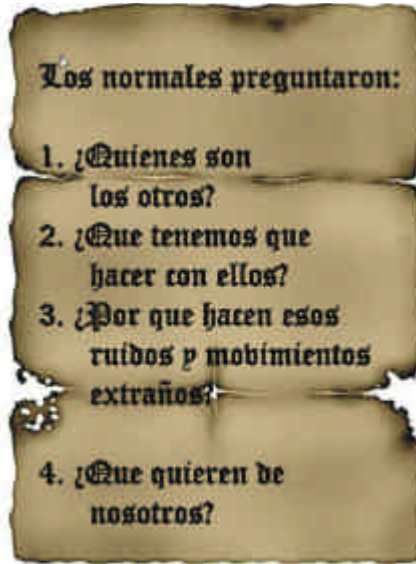 Los normales preguntaron:
1. ¿Quienes son
los otros?
2. ¿Que tenemos que
hacer con ellos?
3. ¿Por que hacen esos
ruidos y mobimientos
extraños?
4. ¿Que quieren de
nosotros?